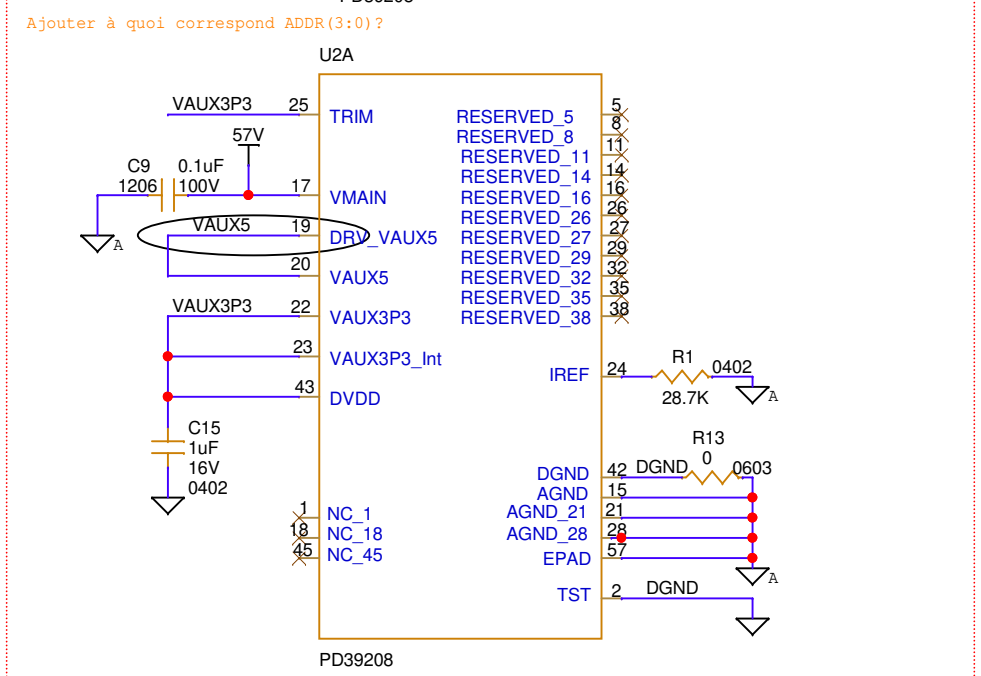 Ajouter à quoi correspond ADDR(3:0)?
U2A
VAUX3P3 25 TRIM
57V
C9 0.1uF
1206 100V 17 VMAIN
A
VAUX5 19 DRV_VAUX5
20 VAUX5
VAUX3P3 22 VAUX3P3
23 VAUX3P3_Int
43 DVDD
C15
1uF
16V
0402
1 NC_1
18 NC_18
45 NC_45
RESERVED_5 5
RESERVED_8 8
RESERVED_11 11
RESERVED_14 14
RESERVED_16 16
RESERVED_26 26
RESERVED_27 27
RESERVED_29 29
RESERVED_32 32
RESERVED_35 35
RESERVED_38 38
IREF 24 R1 0402
28.7K A
R13
0
DGND 42 DGND 0603
AGND 15
AGND_21 21
AGND_28 28
EPAD 57
A
TST 2 DGND
PD39208